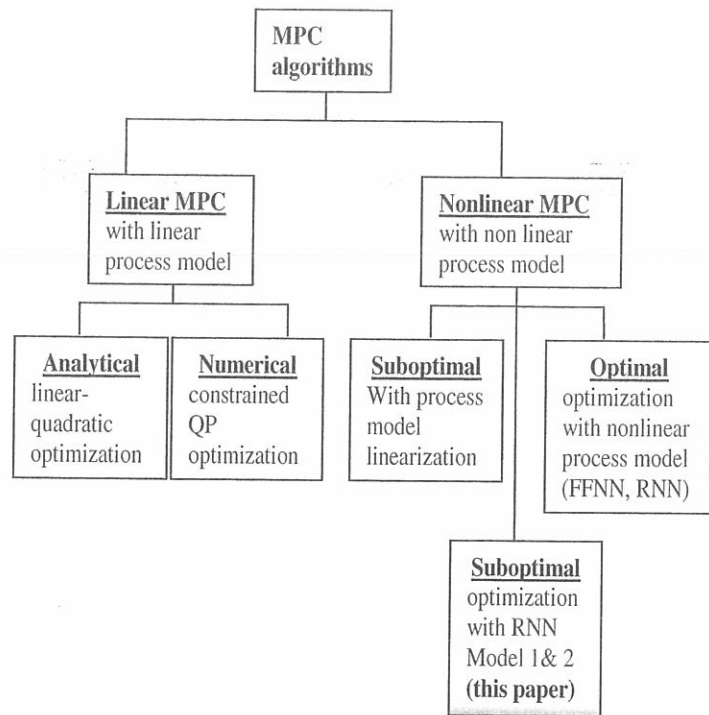 MPC
algorithms
Linear MPC
with linear
process model
Nonlinear MPC
with non linear
process model
Analytical
linear-
quadratic
optimization
Numerical
constrained
QP
optimization
Suboptimal
With process
model
linearization
Optimal
optimization
with nonlinear
process model
(FFNN, RNN)
Suboptimal
optimization
with RNN
Model 1& 2
(this paper)